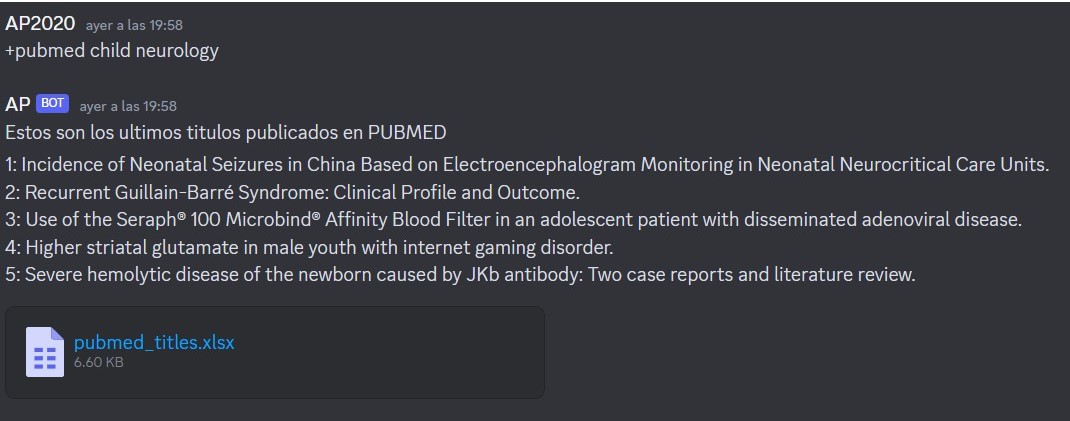 AP2020 ayer a las 19:58
+pubmed child neurology
AP BOT ayer a las 19:58
Estos son los ultimos titulos publicados en PUBMED
1: Incidence of Neonatal Seizures in China Based on Electroencephalogram Monitoring in Neonatal Neurocritical Care Units.
2: Recurrent Guillain-Barré Syndrome: Clinical Profile and Outcome.
3: Use of the Seraph® 100 Microbind® Affinity Blood Filter in an adolescent patient with disseminated adenoviral disease.
4: Higher striatal glutamate in male youth with internet gaming disorder.
5: Severe hemolytic disease of the newborn caused by JKb antibody: Two case reports and literature review.
pubmed_titles.xlsx
6.60 KB